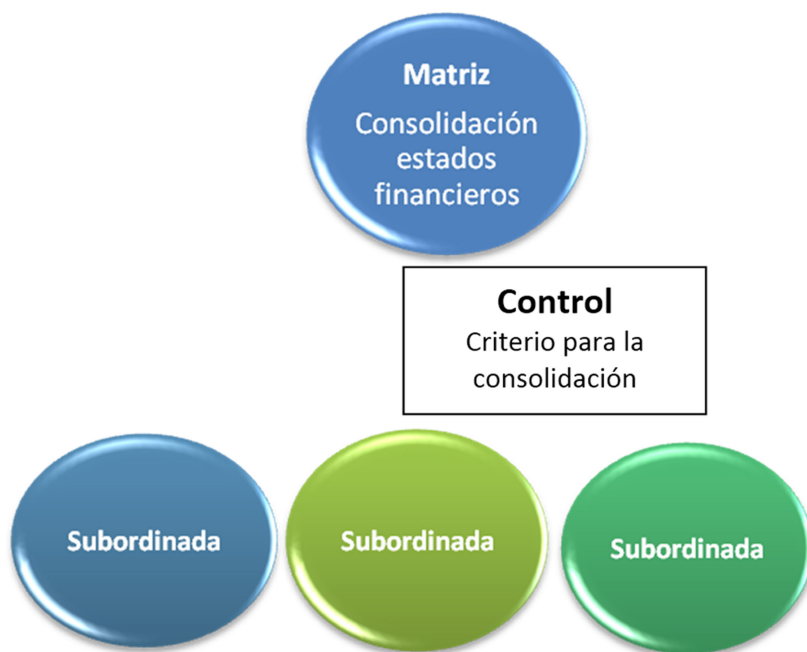 Matriz
Consolidación
estados
financieros
Control
Criterio para la
consolidación
Subordinada
Subordinada
Subordinada